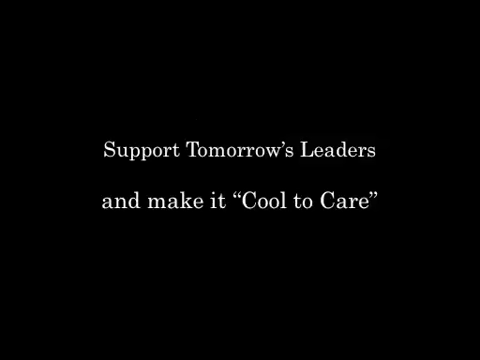 Support Tomorrow’s Leaders
and make it “Cool to Care”